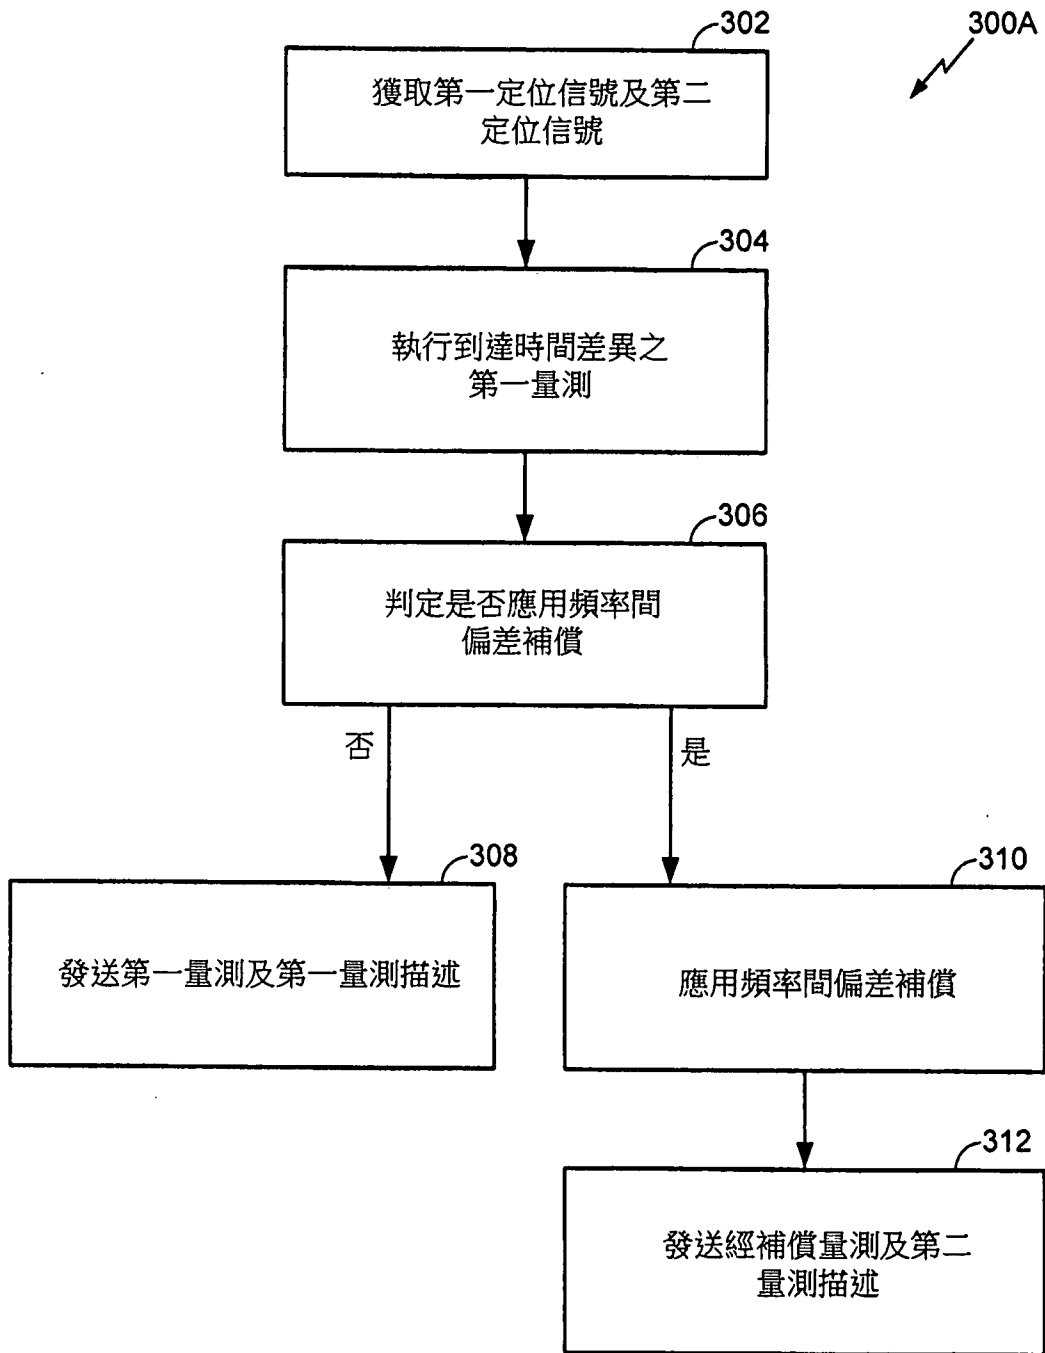 302
300A
獲取第一定位信號及第二
定位信號
304
執行到達時間差異之
第一量測
306
判定是否應用頻率間
偏差補償
否
是
308
發送第一量測及第一量測描述
310
應用頻率間偏差補償
312
發送經補償量測及第二
量測描述